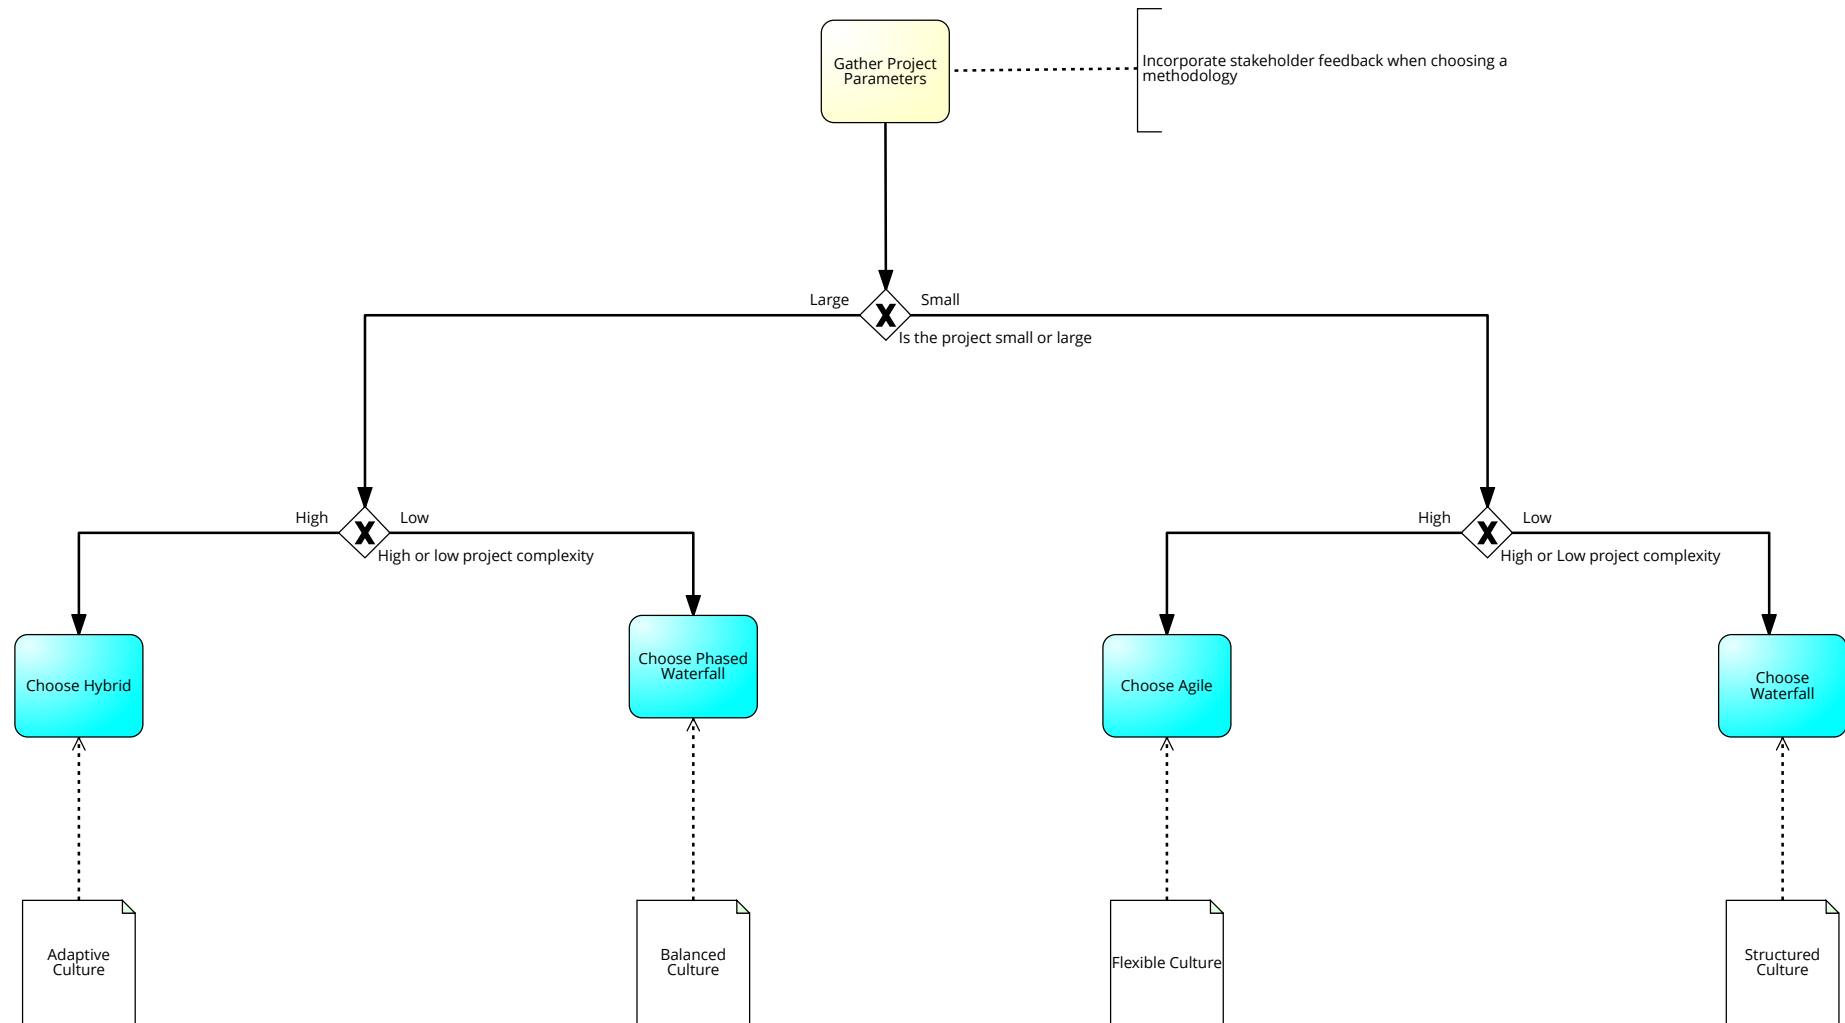 Gather Project
Parameters
Incorporate stakeholder feedback when choosing a
methodology
Large
Small
Is the project small or large
High
Low
High or low project complexity
High
Low
High or Low project complexity
Choose Hybrid
Choose Phased
Waterfall
Choose Agile
Choose
Waterfall
Adaptive
Culture
Balanced
Culture
Flexible Culture
Structured
Culture